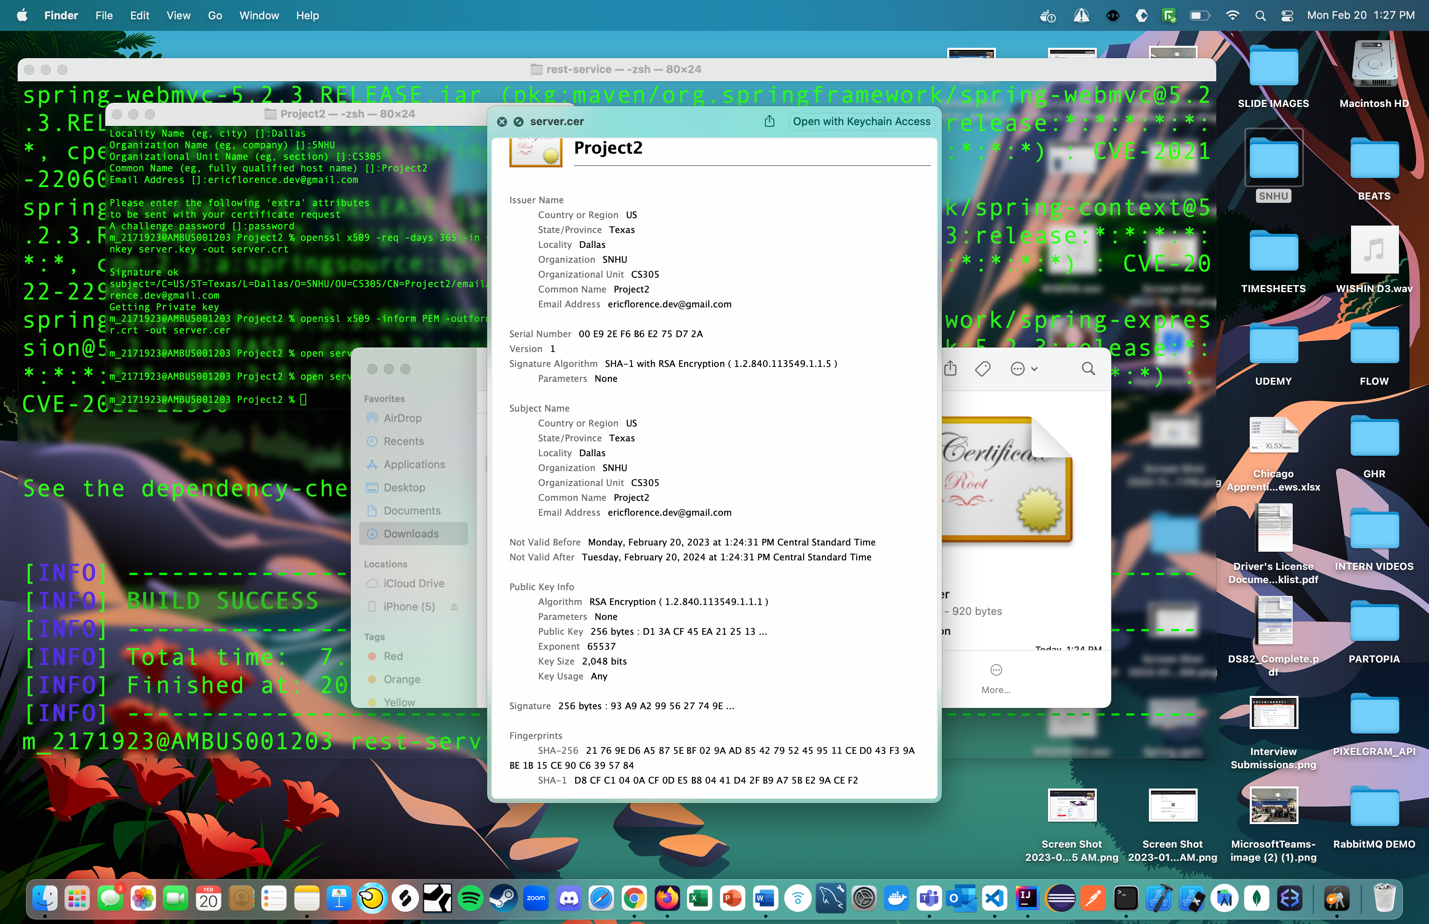 Finder File Edit View Go Window Help
Mon Feb 20 1:27 PM
rest-service — -zsh — 80×24
spring-webmvc-5.2.3.RELEASE.jar (pkg:maven/org.springframework/spring-webmvc@5.2
.3.REL
release:*:*:*:
*, cpe
:*:*:*) : CVE-2021
-2206
spring
k/spring-context@5
.2.3.R
3:release:*:*:*:
*:*, c
:*:*:*) : CVE-20
22-229
spring
work/spring-expres
sion@5
*:*:*:
:*:*) :
CVE-2022-22950
See the dependency-che
[INFO] ----------------
[INFO] BUILD SUCCESS
[INFO] ----------------
[INFO] Total time: 7.
[INFO] Finished at: 20
[INFO] ----------------
m_2171923@AMBUS001203 rest-serv
Project2 — -zsh — 80×24
Locality Name (eg, city) []:Dallas
Organization Name (eg, company) []:SNHU
Organizational Unit Name (eg, section) []:CS305
Common Name (eg, fully qualified host name) []:Project2
Email Address []:ericflorence.dev@gmail.com
Please enter the following 'extra' attributes
to be sent with your certificate request
A challenge password []:password
m_2171923@AMBUS001203 Project2 % openssl x509 -req -days 365 -in
nkey server.key -out server.crt
Signature ok
subject=/C=US/ST=Texas/L=Dallas/O=SNHU/OU=CS305/CN=Project2/email
rence.dev@gmail.com
Getting Private key
m_2171923@AMBUS001203 Project2 % openssl x509 -inform PEM -outfor
r.crt -out server.cer
m_2171923@AMBUS001203 Project2 % open serv
m_2171923@AMBUS001203 Project2 % open serv
m_2171923@AMBUS001203 Project2 %
server.cer
Open with Keychain Access
Project2
Issuer Name
Country or Region US
State/Province Texas
Locality Dallas
Organization SNHU
Organizational Unit CS305
Common Name Project2
Email Address ericflorence.dev@gmail.com
Serial Number 00 E9 2E F6 B6 E2 75 D7 2A
Version 1
Signature Algorithm SHA-1 with RSA Encryption ( 1.2.840.113549.1.1.5 )
Parameters None
Subject Name
Country or Region US
State/Province Texas
Locality Dallas
Organization SNHU
Organizational Unit CS305
Common Name Project2
Email Address ericflorence.dev@gmail.com
Not Valid Before Monday, February 20, 2023 at 1:24:31 PM Central Standard Time
Not Valid After Tuesday, February 20, 2024 at 1:24:31 PM Central Standard Time
Public Key Info
Algorithm RSA Encryption ( 1.2.840.113549.1.1.1 )
Parameters None
Public Key 256 bytes : D1 3A CF 45 EA 21 25 13 ...
Exponent 65537
Key Size 2,048 bits
Key Usage Any
Signature 256 bytes : 93 A9 A2 99 56 27 74 9E ...
Fingerprints
SHA-256 21 76 9E D6 A5 87 5E BF 02 9A AD 85 42 79 52 45 95 11 CE D0 43 F3 9A
BE 1B 15 CE 90 C6 39 57 84
SHA-1 D8 CF C1 04 0A CF 0D E5 B8 04 41 D4 2F B9 A7 5B E2 9A CE F2
Favorites
AirDrop
Recents
Applications
Desktop
Documents
Downloads
Locations
iCloud Drive
iPhone (5)
Tags
Red
Orange
Yellow
Certificate
Root
er
- 920 bytes
on
Today, 1:24 PM
More...
SLIDE IMAGES
Macintosh HD
SNHU
BEATS
TIMESHEETS
WISHIN D3.wav
UDEMY
FLOW
XLSX
Chicago
Apprenti...ews.xlsx
GHR
Driver's License
Docume...klist.pdf
INTERN VIDEOS
DS82_Complete.p
df
PARTOPIA
Interview
Submissions.png
PIXELGRAM_API
Screen Shot
2023-0...5 AM.png
Screen Shot
2023-01...AM.png
MicrosoftTeams-
image (2) (1).png
RabbitMQ DEMO
3
FEB
20
zoom